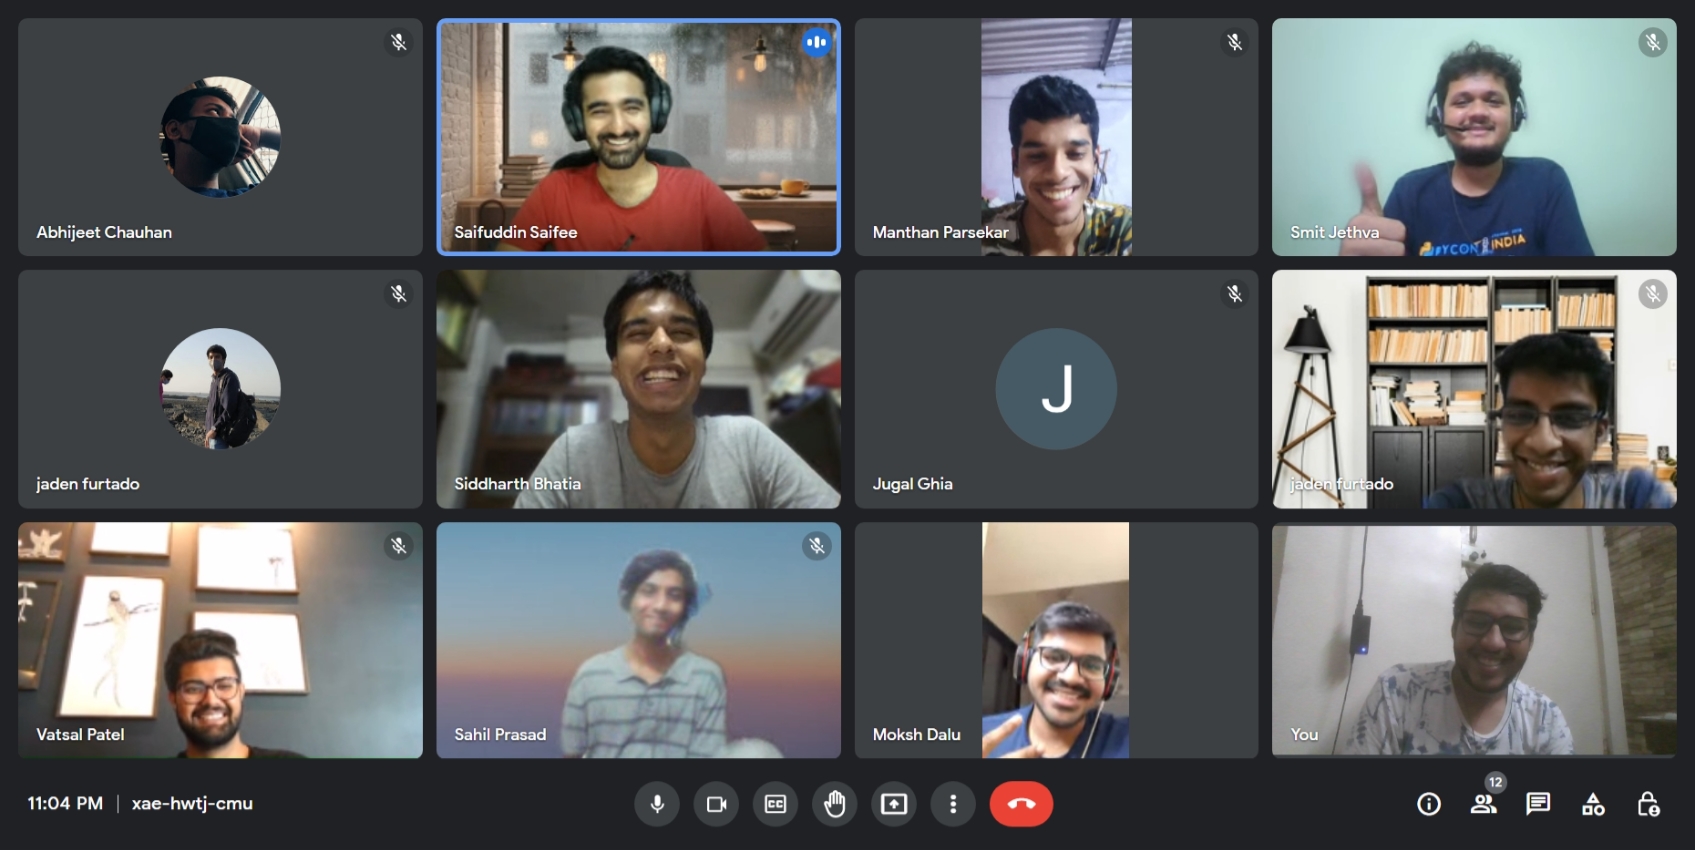 Abhijeet Chauhan
Saifuddin Saifee
Manthan Parsekar
Smit Jethva
INDIA
jaden furtado
Siddharth Bhatia
J
Jugal Ghia
jaden furtado
Vatsal Patel
Sahil Prasad
Moksh Dalu
You
11:04 PM | xae-hwtj-cmu
CC
12